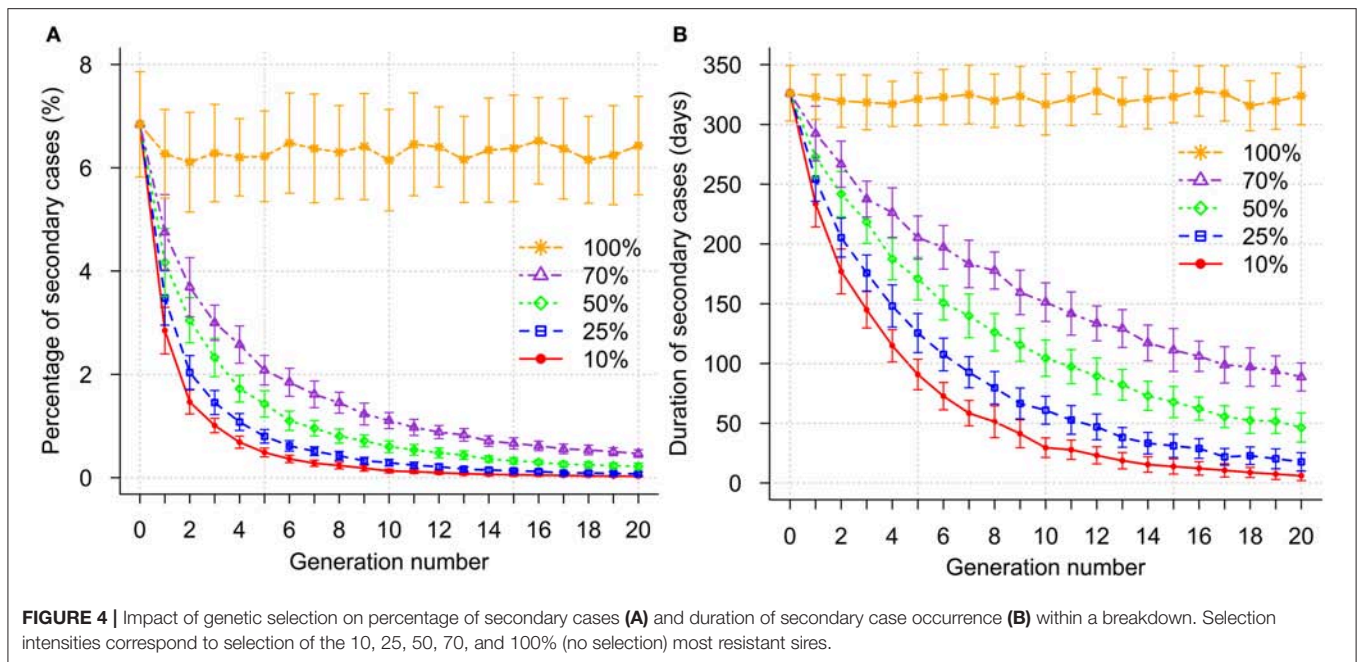 A
Percentage of secondary cases (%)
8
6
4
2
0
0 2 4 6 8 10 12 14 16 18 20
Generation number
100%
70%
50%
25%
10%
B
Duration of secondary cases (days)
350
300
250
200
150
100
50
0
0 2 4 6 8 10 12 14 16 18 20
Generation number
100%
70%
50%
25%
10%
FIGURE 4 | Impact of genetic selection on percentage of secondary cases (A) and duration of secondary case occurrence (B) within a breakdown. Selection
intensities correspond to selection of the 10, 25, 50, 70, and 100% (no selection) most resistant sires.